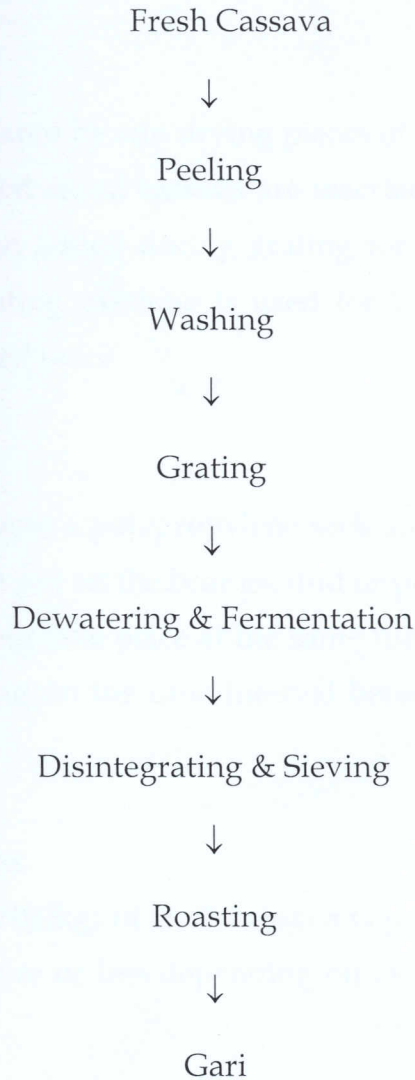 Fresh Cassava
↓
Peeling
↓
Washing
↓
Grating
↓
Dewatering & Fermentation
↓
Disintegrating & Sieving
↓
Roasting
↓
Gari